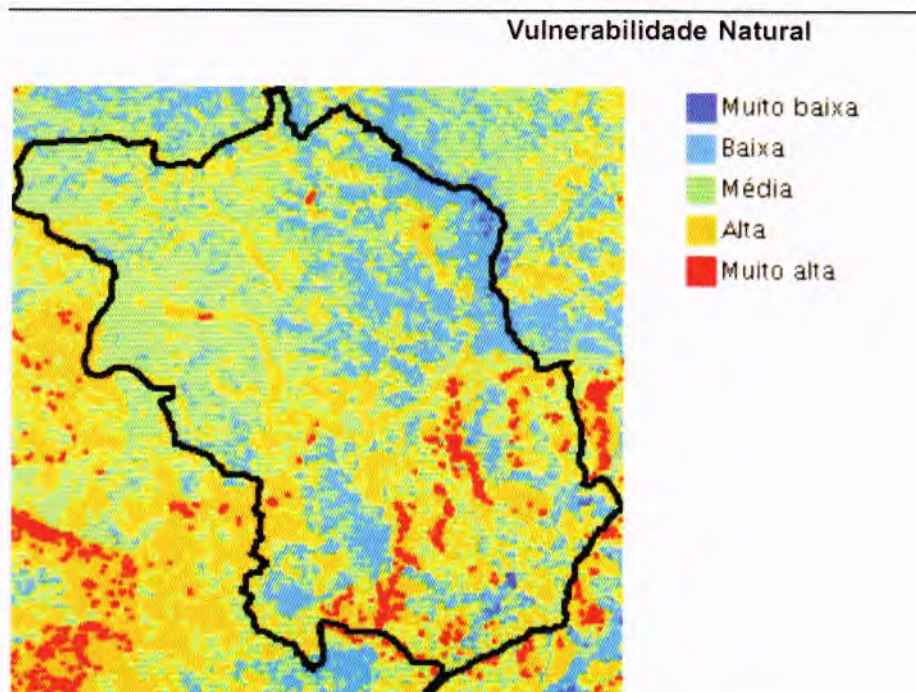 Vulnerabilidade Natural
Muito baixa
Baixa
Média
Alta
Muito alta